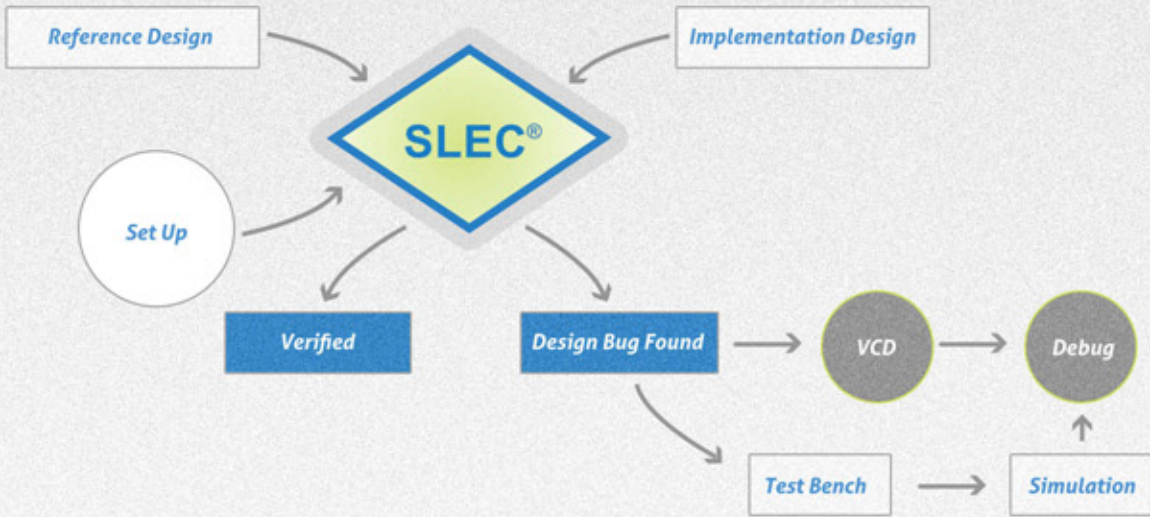 Reference Design
Implementation Design
SLEC®
Set Up
Verified
Design Bug Found
VCD
Debug
Test Bench
Simulation